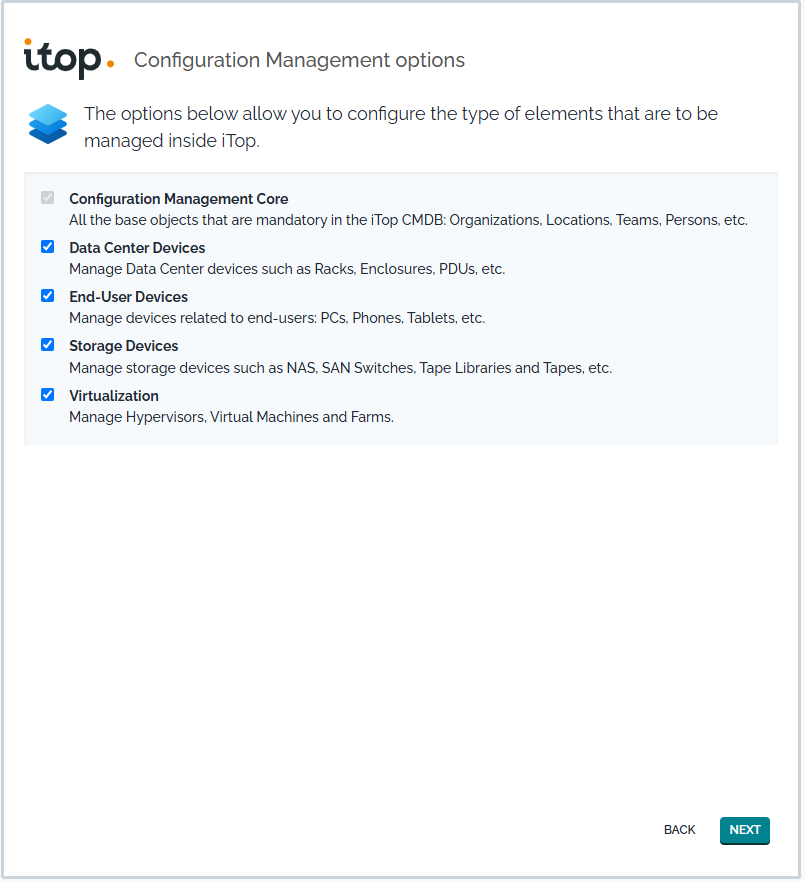 itop.
Configuration Management options
The options below allow you to configure the type of elements that are to be
managed inside iTop.
Configuration Management Core
All the base objects that are mandatory in the iTop CMDB: Organizations, Locations, Teams, Persons, etc.
Data Center Devices
Manage Data Center devices such as Racks, Enclosures, PDUs, etc.
End-User Devices
Manage devices related to end-users: PCs, Phones, Tablets, etc.
Storage Devices
Manage storage devices such as NAS, SAN Switches, Tape Libraries and Tapes, etc.
Virtualization
Manage Hypervisors, Virtual Machines and Farms.
BACK
NEXT